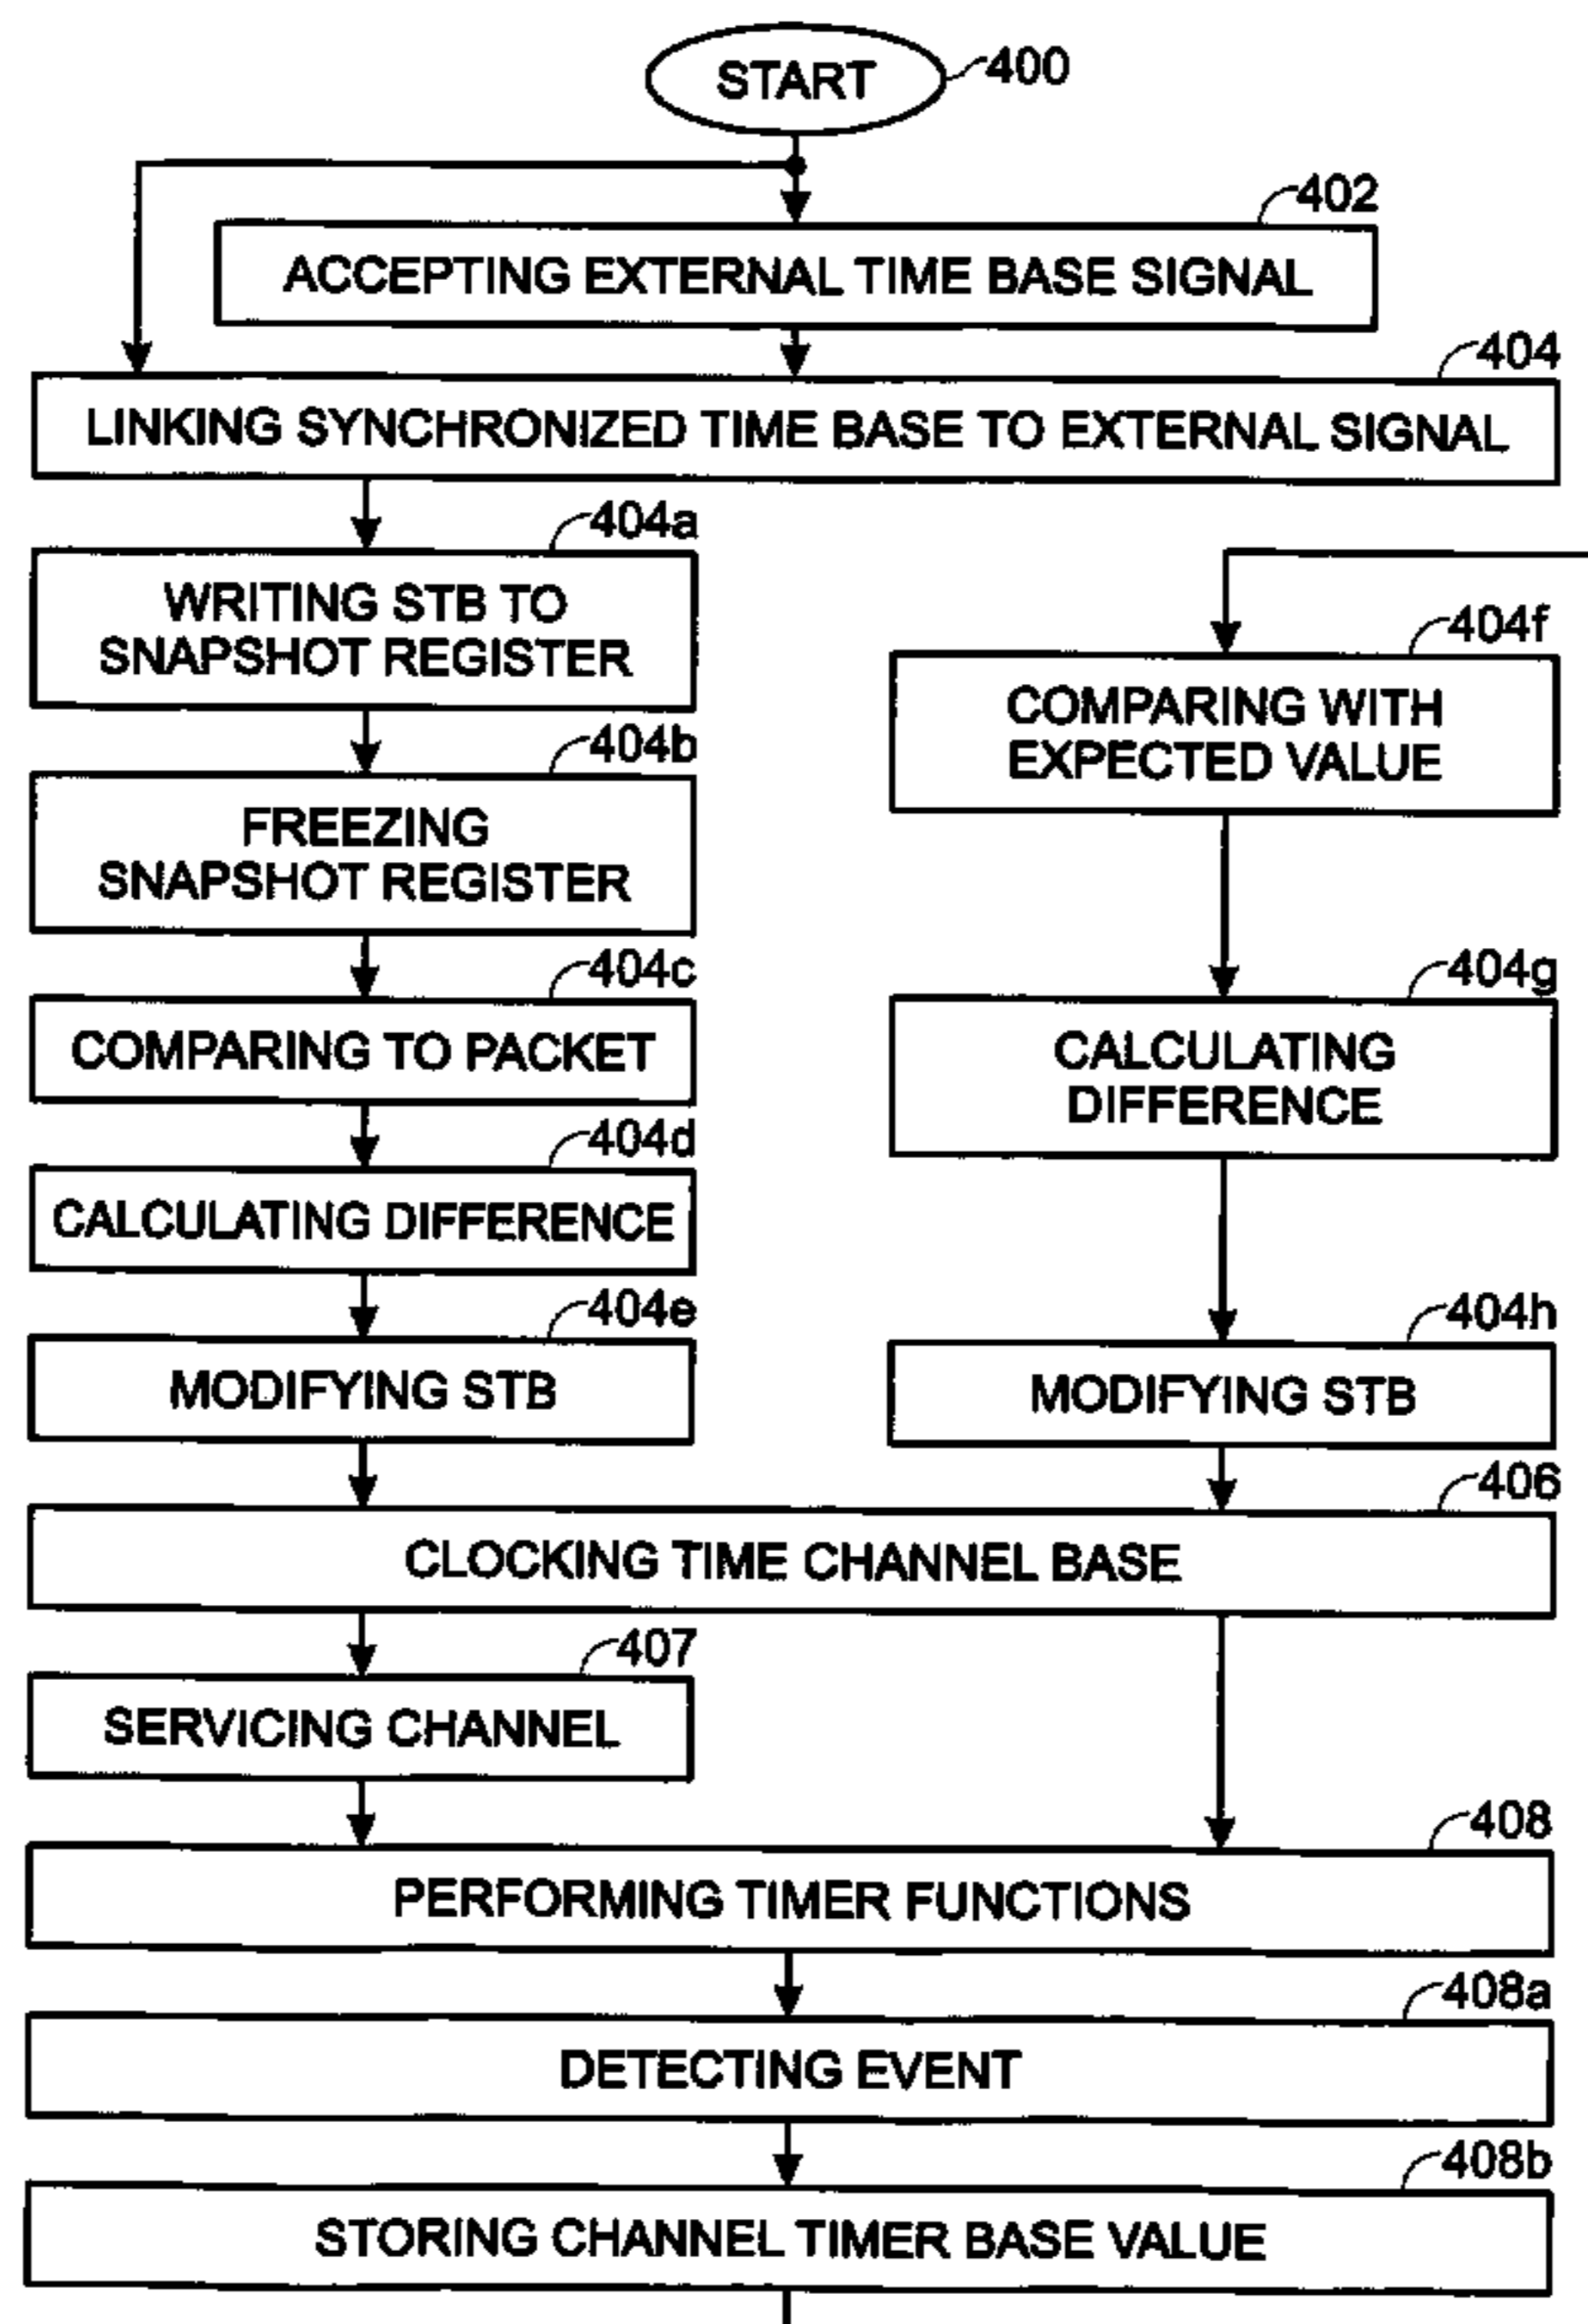 START
400
402
ACCEPTING EXTERNAL TIME BASE SIGNAL
404
LINKING SYNCHRONIZED TIME BASE TO EXTERNAL SIGNAL
404a
WRITING STB TO
SNAPSHOT REGISTER
404b
FREEZING
SNAPSHOT REGISTER
404c
COMPARING TO PACKET
404d
CALCULATING DIFFERENCE
404e
MODIFYING STB
404f
COMPARING WITH
EXPECTED VALUE
404g
CALCULATING
DIFFERENCE
404h
MODIFYING STB
406
CLOCKING TIME CHANNEL BASE
407
SERVICING CHANNEL
408
PERFORMING TIMER FUNCTIONS
408a
DETECTING EVENT
408b
STORING CHANNEL TIMER BASE VALUE